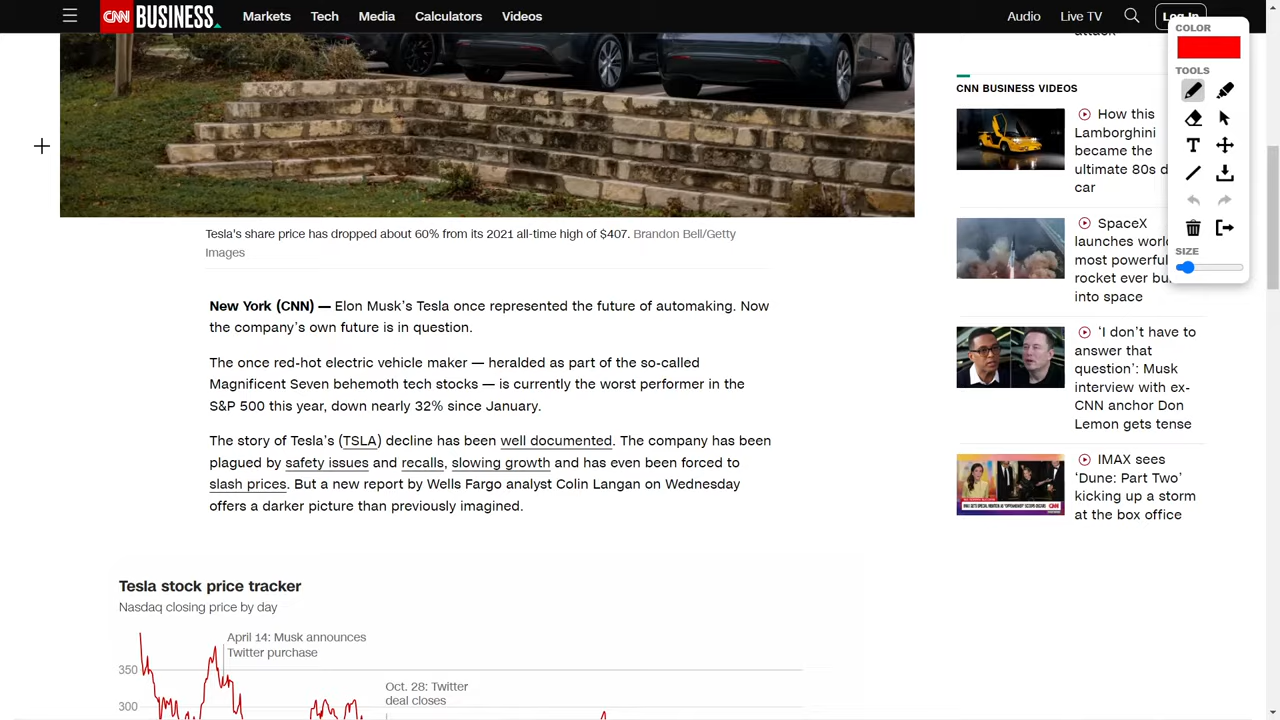 CNN BUSINESS
Markets
Tech
Media
Calculators
Videos
Audio
Live TV
Log In
COLOR
TOOLS
SIZE
Tesla's share price has dropped about 60% from its 2021 all-time high of $407. Brandon Bell/Getty
Images
New York (CNN) — Elon Musk's Tesla once represented the future of automaking. Now
the company's own future is in question.
The once red-hot electric vehicle maker — heralded as part of the so-called
Magnificent Seven behemoth tech stocks — is currently the worst performer in the
S&P 500 this year, down nearly 32% since January.
The story of Tesla's (TSLA) decline has been well documented. The company has been
plagued by safety issues and recalls, slowing growth and has even been forced to
slash prices. But a new report by Wells Fargo analyst Colin Langan on Wednesday
offers a darker picture than previously imagined.
Tesla stock price tracker
Nasdaq closing price by day
April 14: Musk announces
Twitter purchase
350
Oct. 28: Twitter
deal closes
300
attack
CNN BUSINESS VIDEOS
How this
Lamborghini
became the
ultimate 80s d
car
SpaceX
launches worl
most powerful
rocket ever bu
into space
'I don't have to
answer that
question': Musk
interview with ex-
CNN anchor Don
Lemon gets tense
IMAX sees
'Dune: Part Two'
kicking up a storm
at the box office